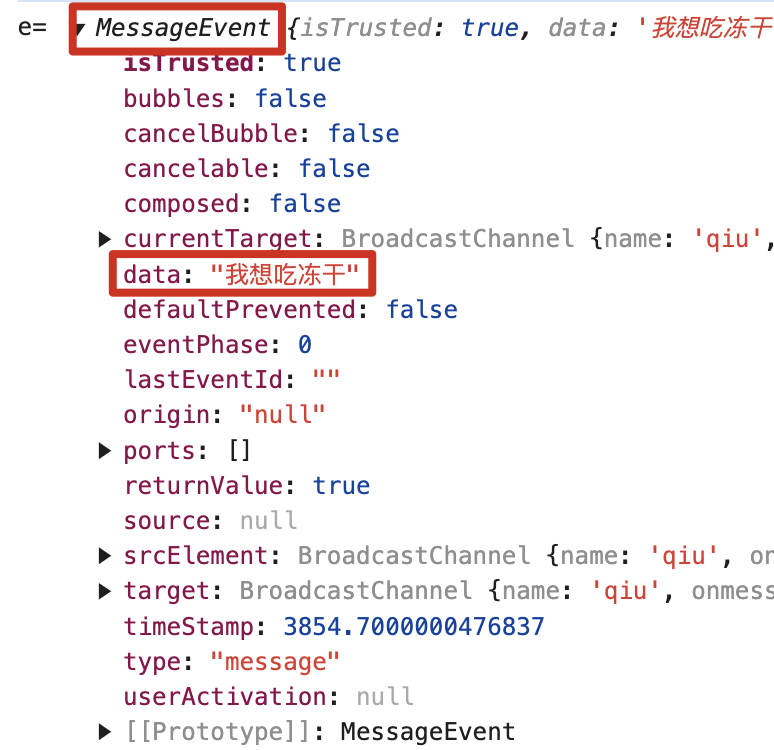 e= ▼ MessageEvent {isTrusted: true, data: '我想吃冻干
isTrusted: true
bubbles: false
cancelBubble: false
cancelable: false
composed: false
▶ currentTarget: BroadcastChannel {name: 'qiu',
data: "我想吃冻干"
defaultPrevented: false
eventPhase: 0
lastEventId: ""
origin: "null"
▶ ports: []
returnValue: true
source: null
▶ srcElement: BroadcastChannel {name: 'qiu', on
▶ target: BroadcastChannel {name: 'qiu', onmess
timeStamp: 3854.7000000476837
type: "message"
userActivation: null
▶ [[Prototype]]: MessageEvent